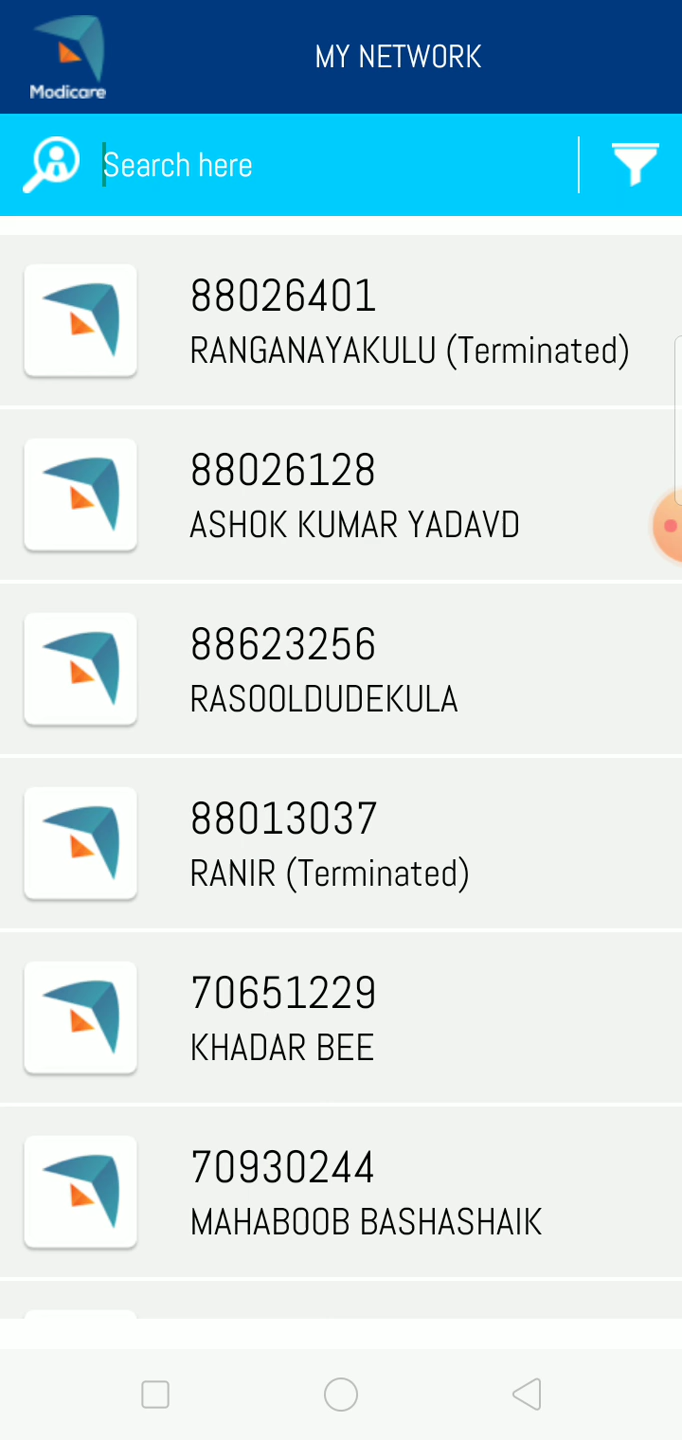 Modicare
MY NETWORK
Search here
88026401
RANGANAYAKULU (Terminated)
88026128
ASHOK KUMAR YADAVD
88623256
RASOOLDUDEKULA
88013037
RANIR (Terminated)
70651229
KHADAR BEE
70930244
MAHABOOB BASHASHAIK